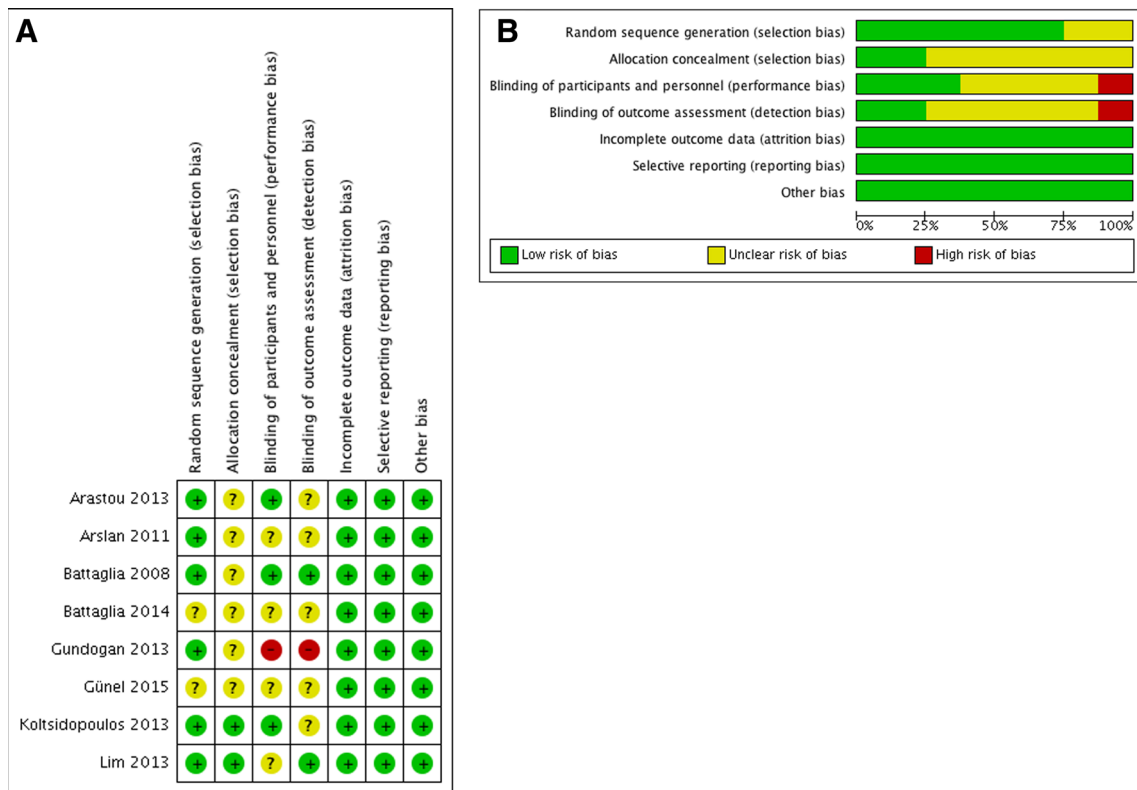 A
Random sequence generation (selection bias)
Allocation concealment (selection bias)
Blinding of participants and personnel (performance bias)
Blinding of outcome assessment (detection bias)
Incomplete outcome data (attrition bias)
Selective reporting (reporting bias)
Other bias
Arastou 2013 + ? + ? + + +
Arslan 2011 + ? ? ? + + +
Battaglia 2008 + ? + + + + +
Battaglia 2014 ? ? ? ? + + +
Gundogan 2013 + ? - - + + +
Günel 2015 ? ? ? ? + + +
Koltsidopoulos 2013 + + + ? + + +
Lim 2013 + + ? + + + +
B
Random sequence generation (selection bias)
Allocation concealment (selection bias)
Blinding of participants and personnel (performance bias)
Blinding of outcome assessment (detection bias)
Incomplete outcome data (attrition bias)
Selective reporting (reporting bias)
Other bias
0% 25% 50% 75% 100%
Low risk of bias Unclear risk of bias High risk of bias